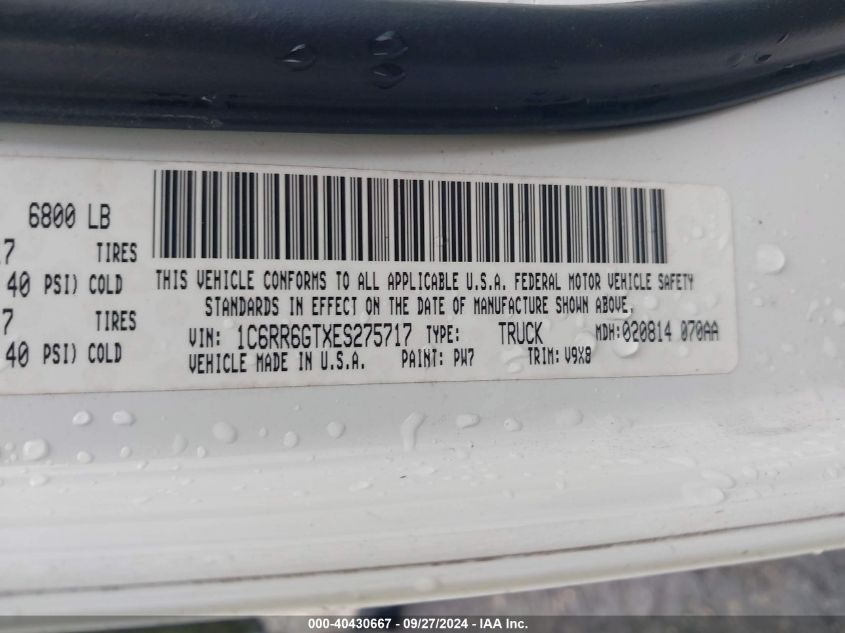 6800 LB
7 TIRES
40 PSI) COLD
7 TIRES
40 PSI) COLD
THIS VEHICLE CONFORMS TO ALL APPLICABLE U.S.A. FEDERAL MOTOR VEHICLE SAFETY
STANDARDS IN EFFECT ON THE DATE OF MANUFACTURE SHOWN ABOVE.
VIN: 1C6RR6GTXES275717 TYPE: TRUCK MDH:020814 070AA
VEHICLE MADE IN U.S.A. PAINT: PW7 TRIM: V9X8
000-40430667 / 09/27/2024 - IAA Inc.